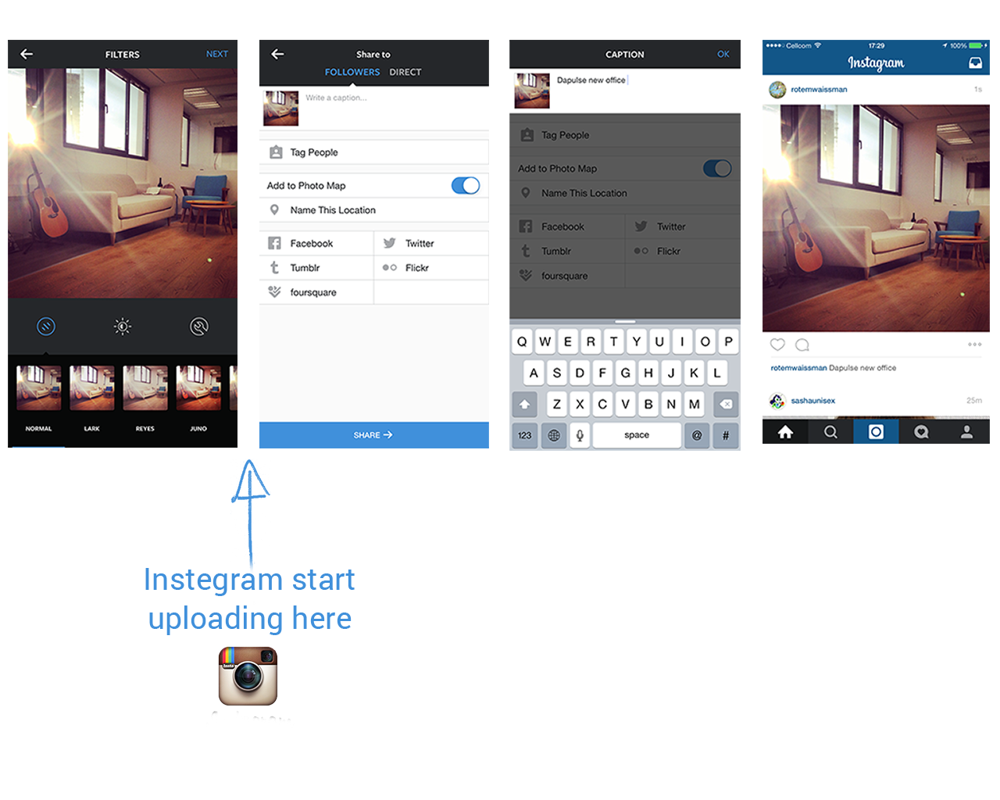 FILTERS
NEXT
NORMAL
LARK
REYES
JUNO
Share to
FOLLOWERS
DIRECT
Write a caption...
Tag People
Add to Photo Map
Name This Location
Facebook
Twitter
Tumblr
Flickr
foursquare
SHARE →
CAPTION
OK
Dapulse new office
Tag People
Add to Photo Map
Name This Location
Facebook
Twitter
Tumblr
Flickr
foursquare
Q W E R T Y U I O P
A S D F G H J K L
Z X C V B N M
123
space
@
#
Cellcom
17:29
100%
Instagram
rotemwaissman
1s
rotemwaissman Dapulse new office
sashaunisex
25m
Instegram start
uploading here
Insta